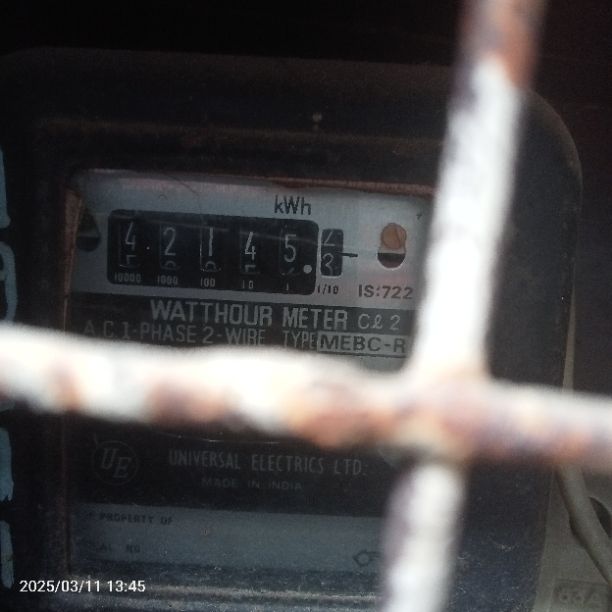 kWh
4 2 1 4 5
10000 1000 100 10 1 1/10
IS:722
WATTHOUR METER Cℓ 2
A.C. 1-PHASE 2-WIRE TYPE MEBC-R
UE UNIVERSAL ELECTRICS LTD.
MADE IN INDIA
PROPERTY OF
NO
2025/03/11 13:45